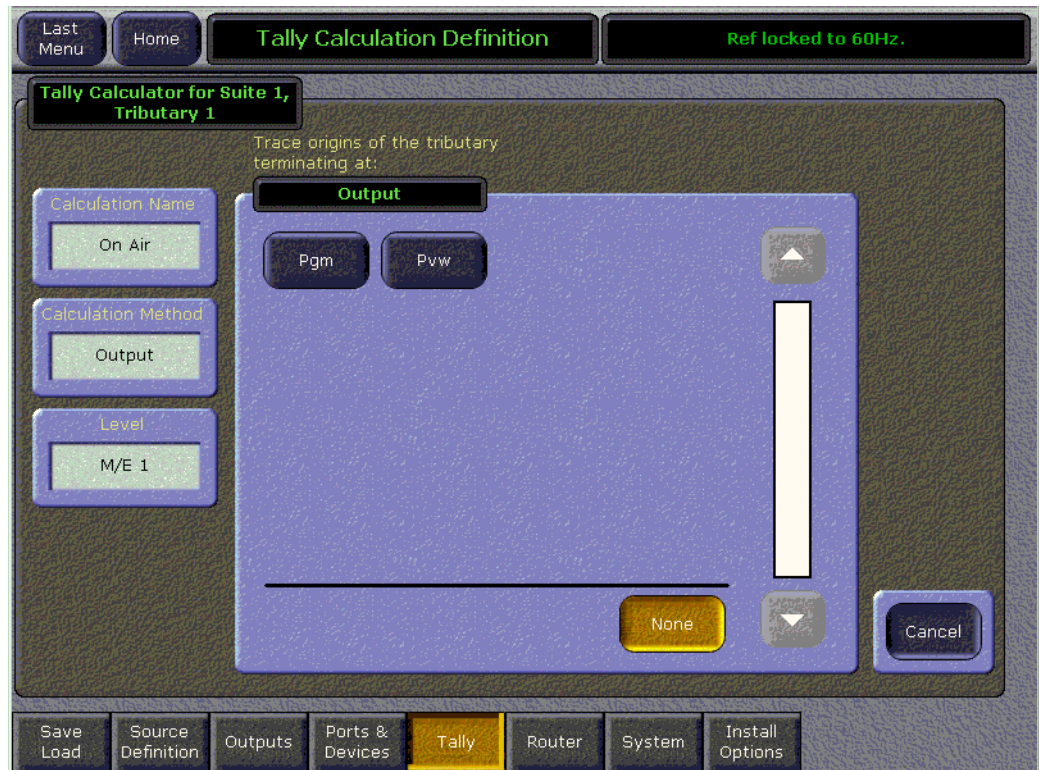 Last
Menu
Home
Tally Calculation Definition
Ref locked to 60Hz.
Tally Calculator for Suite 1,
Tributary 1
Trace origins of the tributary
terminating at:
Output
Calculation Name
On Air
Pgm
Pvw
Calculation Method
Output
Level
M/E 1
None
Cancel
Save
Load
Source
Definition
Outputs
Ports &
Devices
Tally
Router
System
Install
Options